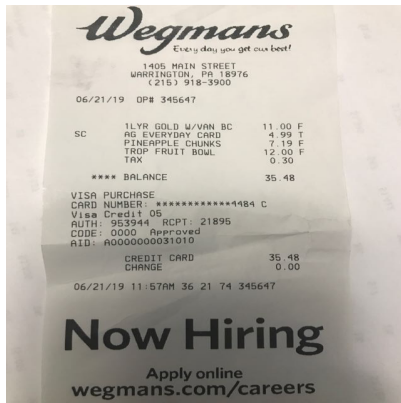 Wegmans
Every day you get our best!
1405 MAIN STREET
WARRINGTON, PA 18976
(215) 918-3900
06/21/19 OP# 345647
1LYR GOLD W/VAN BC 11.00 F
SC AG EVERYDAY CARD 4.99 T
PINEAPPLE CHUNKS 7.19 F
TROP FRUIT BOWL 12.00 F
TAX 0.30
**** BALANCE 35.48
VISA PURCHASE
CARD NUMBER: ************4484 C
Visa Credit 05
AUTH: 953944 RCPT: 21895
CODE: 0000 Approved
AID: A0000000031010
CREDIT CARD 35.48
CHANGE 0.00
06/21/19 11:57AM 36 21 74 345647
Now Hiring
Apply online
wegmans.com/careers